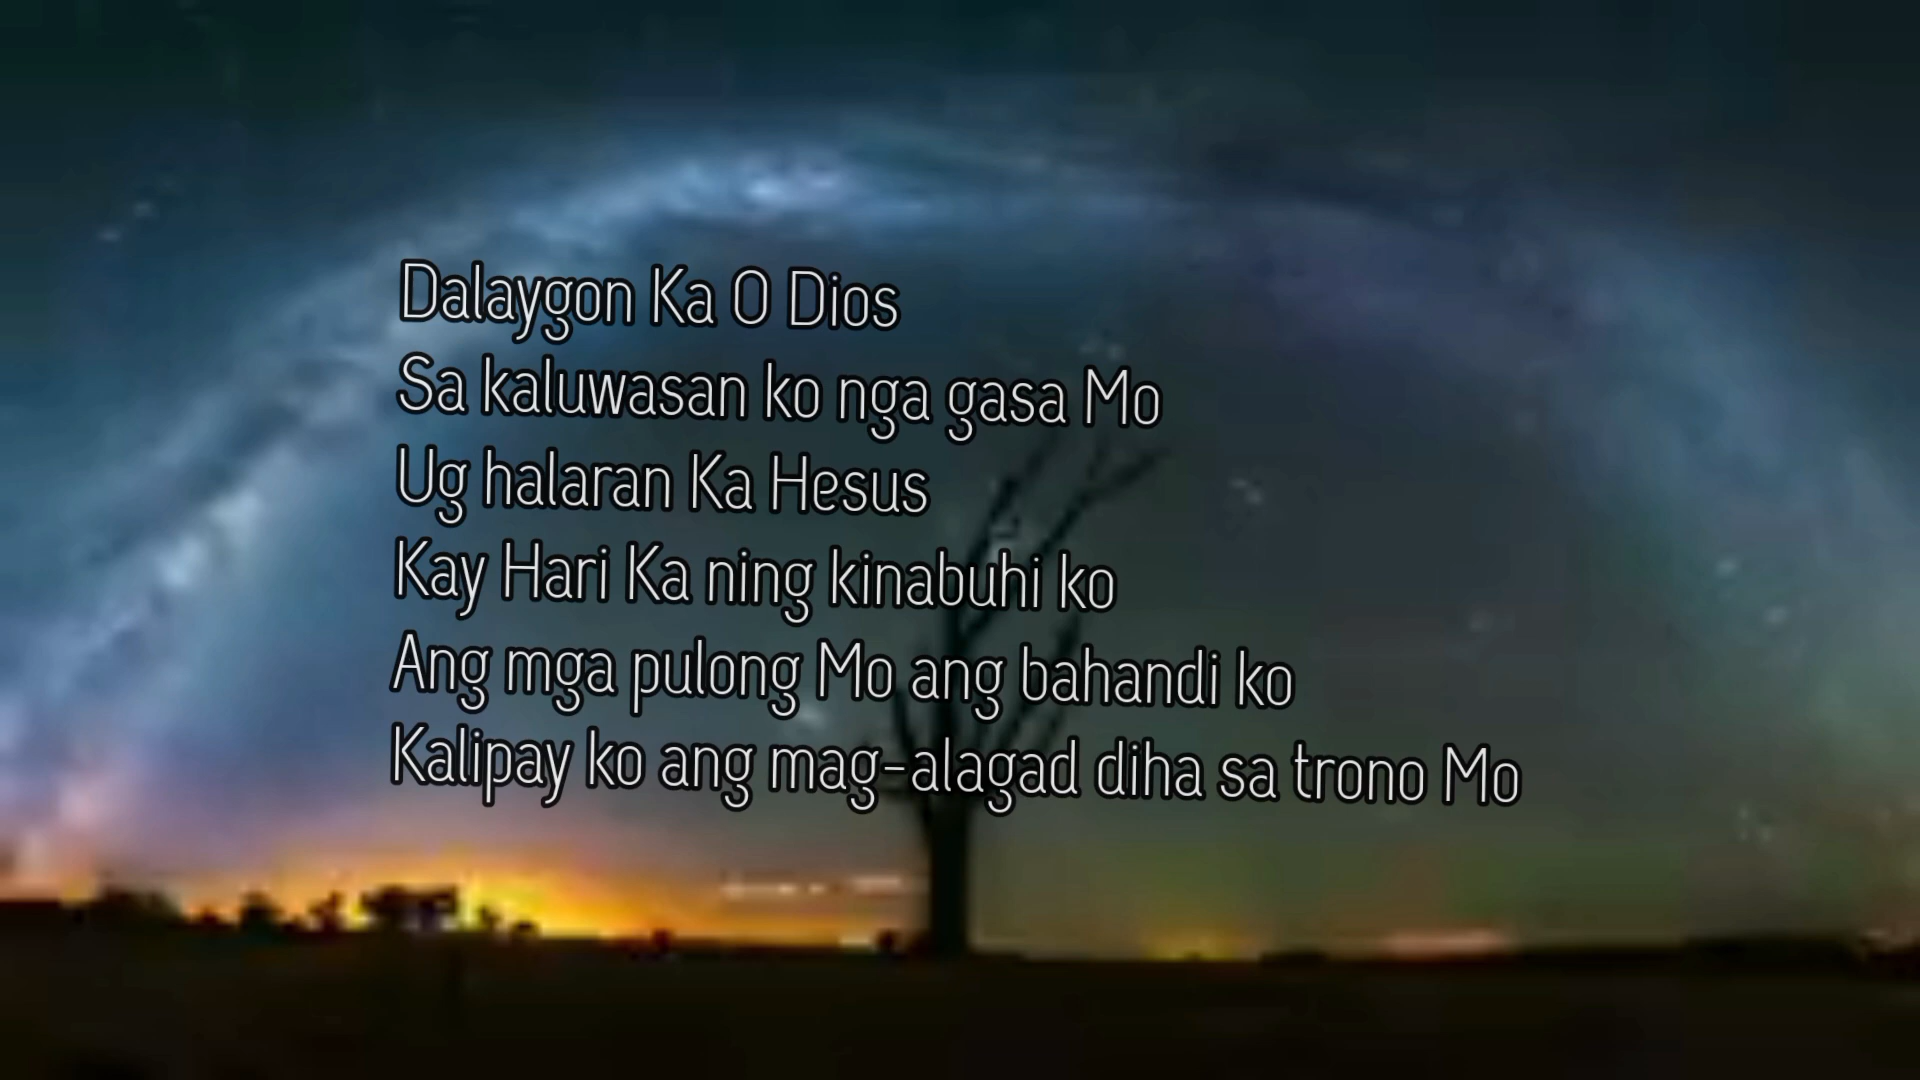 Dalaygon Ka O Dios
Sa kaluwasan ko nga gasa Mo
Ug halaran Ka Hesus
Kay Hari Ka ning kinabuhi ko
Ang mga pulong Mo ang bahandi ko
Kalipay ko ang mag-alagad diha sa trono Mo